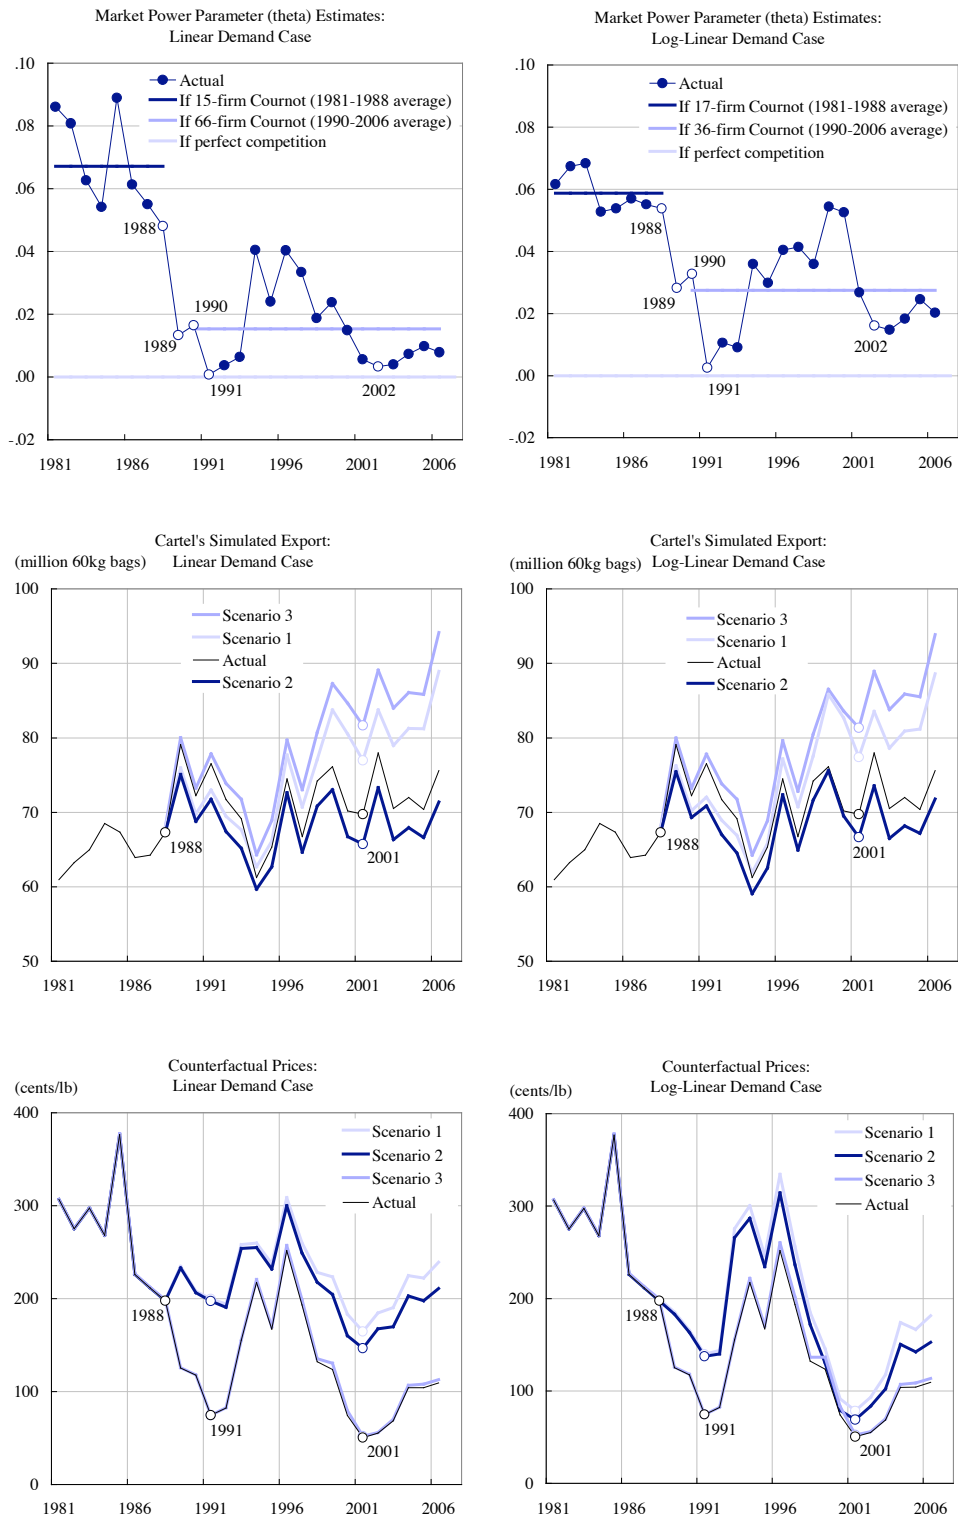 Market Power Parameter (theta) Estimates:
Linear Demand Case
.10
.08
.06
.04
.02
.00
-.02
Actual
If 15-firm Cournot (1981-1988 average)
If 66-firm Cournot (1990-2006 average)
If perfect competition
1988
1990
1989
1991
2002
1981 1986 1991 1996 2001 2006
Market Power Parameter (theta) Estimates:
Log-Linear Demand Case
.10
.08
.06
.04
.02
.00
-.02
Actual
If 17-firm Cournot (1981-1988 average)
If 36-firm Cournot (1990-2006 average)
If perfect competition
1988
1990
1989
2002
1991
1981 1986 1991 1996 2001 2006
Cartel's Simulated Export:
(million 60kg bags) Linear Demand Case
100
90
80
70
60
50
Scenario 3
Scenario 1
Actual
Scenario 2
1988
2001
1981 1986 1991 1996 2001 2006
Cartel's Simulated Export:
(million 60kg bags) Log-Linear Demand Case
100
90
80
70
60
50
Scenario 3
Scenario 1
Actual
Scenario 2
1988
2001
1981 1986 1991 1996 2001 2006
Counterfactual Prices:
(cents/lb) Linear Demand Case
400
300
200
100
0
Scenario 1
Scenario 2
Scenario 3
Actual
1988
1991
2001
1981 1986 1991 1996 2001 2006
Counterfactual Prices:
(cents/lb) Log-Linear Demand Case
400
300
200
100
0
Scenario 1
Scenario 2
Scenario 3
Actual
1988
1991
2001
1981 1986 1991 1996 2001 2006